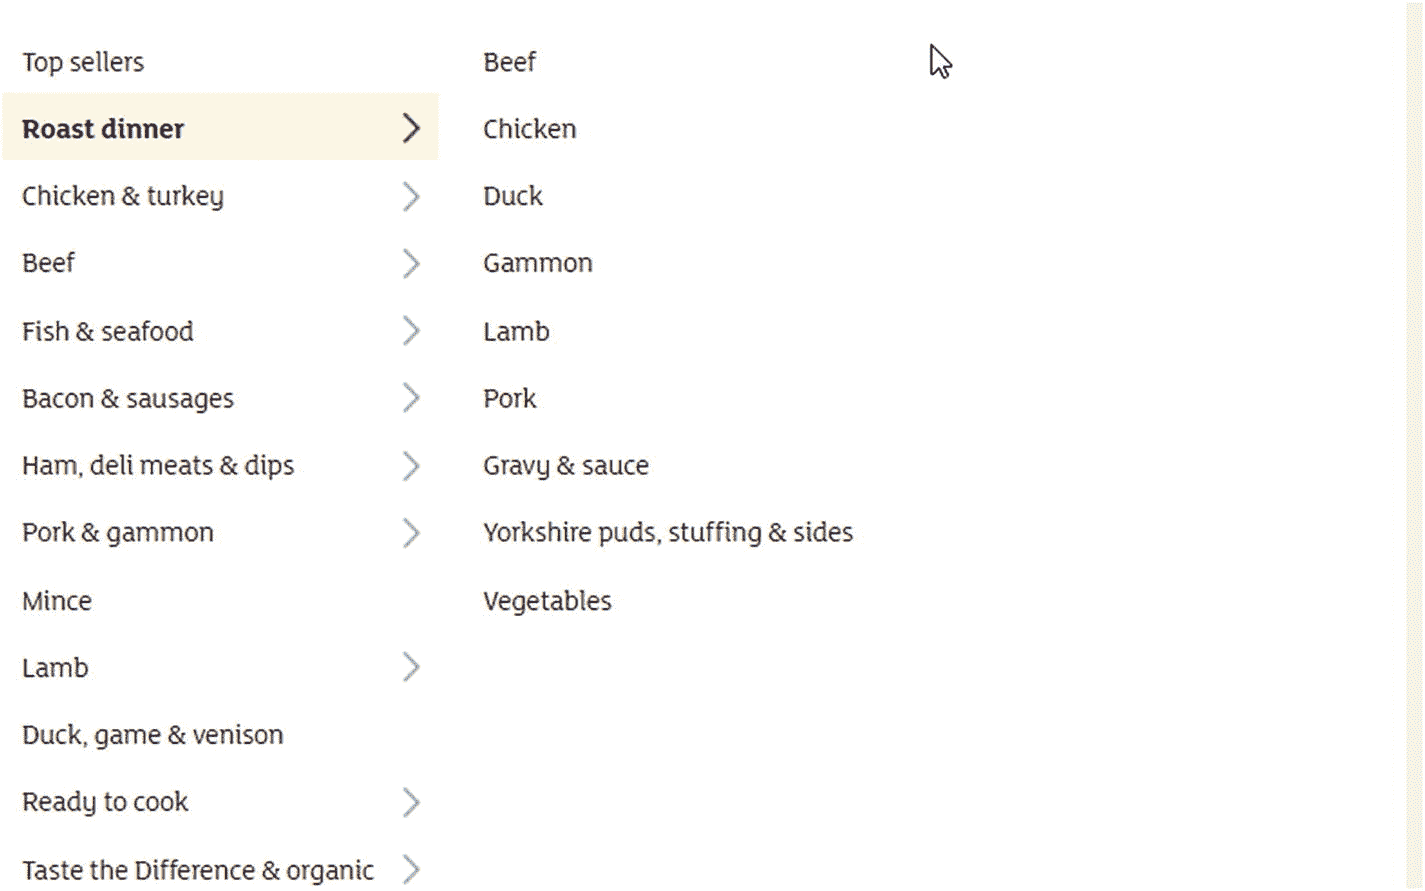 Top sellers
Roast dinner
Chicken & turkey
Beef
Fish & seafood
Bacon & sausages
Ham, deli meats & dips
Pork & gammon
Mince
Lamb
Duck, game & venison
Ready to cook
Taste the Difference & organic
Beef
Chicken
Duck
Gammon
Lamb
Pork
Gravy & sauce
Yorkshire puds, stuffing & sides
Vegetables